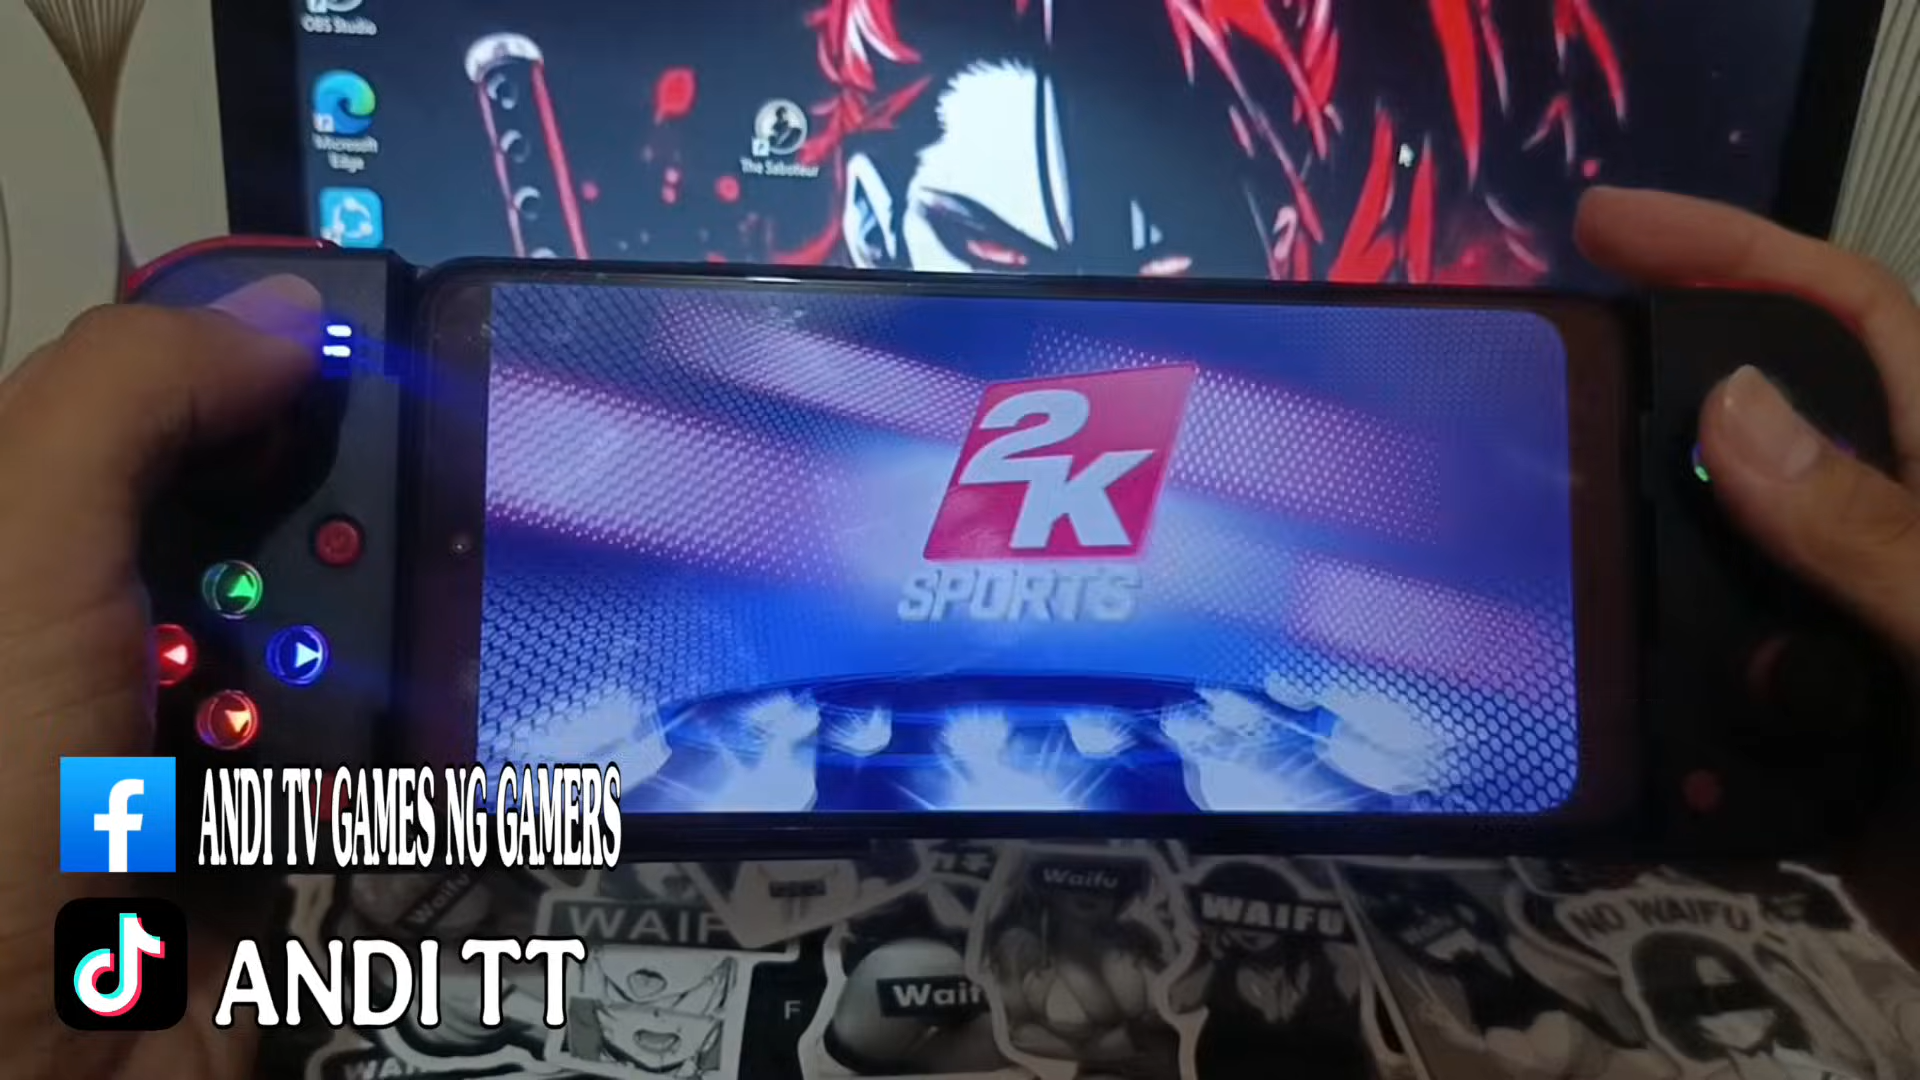 OBS Studio
Microsoft
Edge
The Saboteur
2K
SPORTS
ANDI TV GAMES NG GAMERS
ANDI TT
Waifu
WAIF
Waifu
WAIFU
NO WAIFU
Wait
F